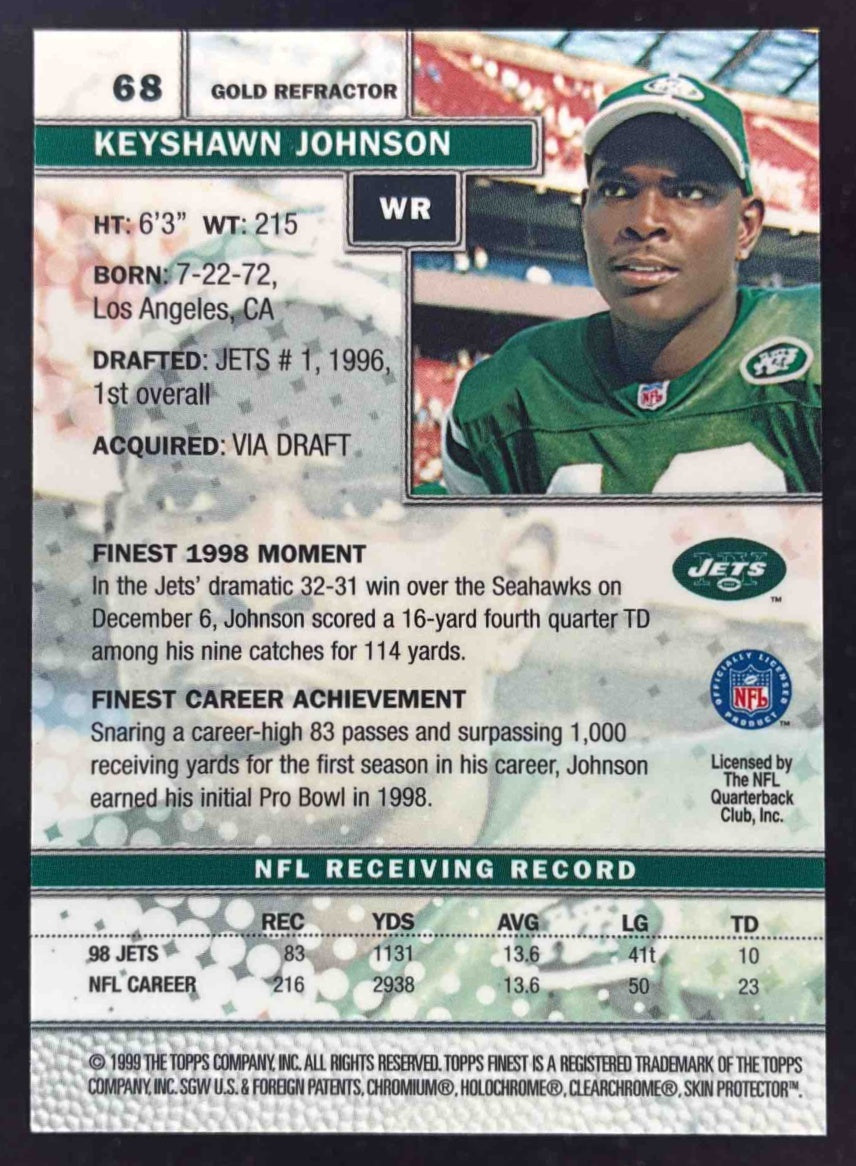 68
GOLD REFRACTOR
KEYSHAWN JOHNSON
WR
HT: 6'3" WT: 215
BORN: 7-22-72,
Los Angeles, CA
DRAFTED: JETS # 1, 1996,
1st overall
ACQUIRED: VIA DRAFT
NFL
FINEST 1998 MOMENT
In the Jets' dramatic 32-31 win over the Seahawks on
December 6, Johnson scored a 16-yard fourth quarter TD
among his nine catches for 114 yards.
JETS
™
FINEST CAREER ACHIEVEMENT
Snaring a career-high 83 passes and surpassing 1,000
receiving yards for the first season in his career, Johnson
earned his initial Pro Bowl in 1998.
OFFICIALLY LICENSED
NFL
PRODUCT
™
Licensed by
The NFL
Quarterback
Club, Inc.
NFL RECEIVING RECORD
REC YDS AVG LG TD
98 JETS 83 1131 13.6 41t 10
NFL CAREER 216 2938 13.6 50 23
© 1999 THE TOPPS COMPANY, INC. ALL RIGHTS RESERVED. TOPPS FINEST IS A REGISTERED TRADEMARK OF THE TOPPS
COMPANY, INC. SGW U.S. & FOREIGN PATENTS, CHROMIUM®, HOLOCHROME®, CLEARCHROME®, SKIN PROTECTOR™.